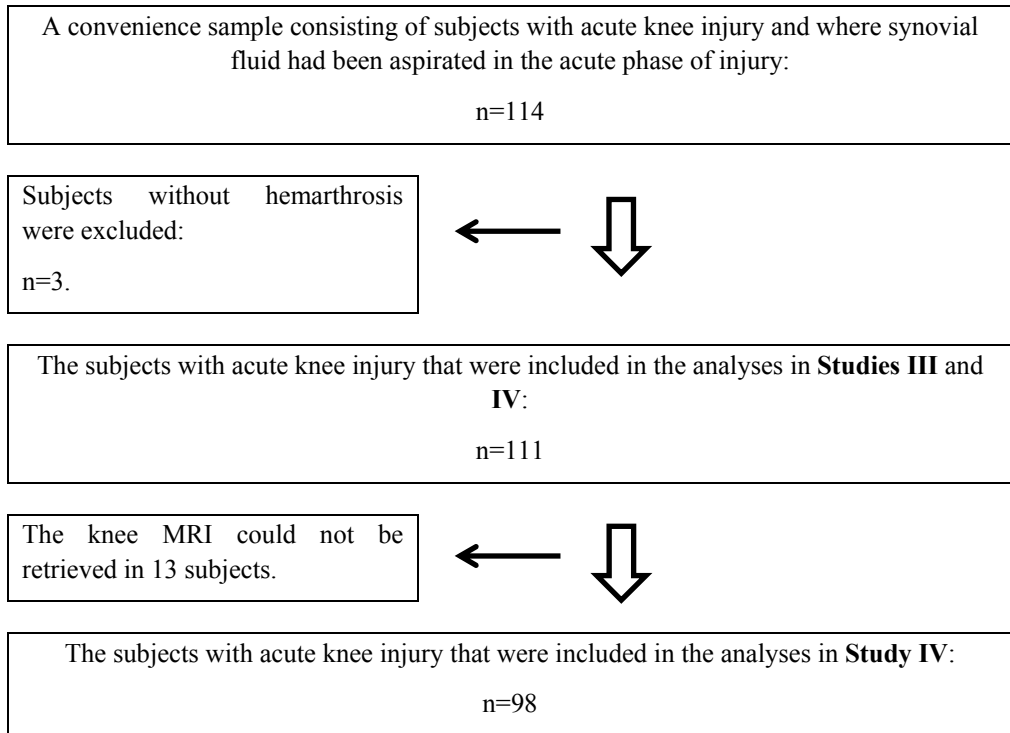 A convenience sample consisting of subjects with acute knee injury and where synovial
fluid had been aspirated in the acute phase of injury:
n=114
Subjects without hemarthrosis
were excluded:
n=3.
The subjects with acute knee injury that were included in the analyses in Studies III and
IV:
n=111
The knee MRI could not be
retrieved in 13 subjects.
The subjects with acute knee injury that were included in the analyses in Study IV:
n=98